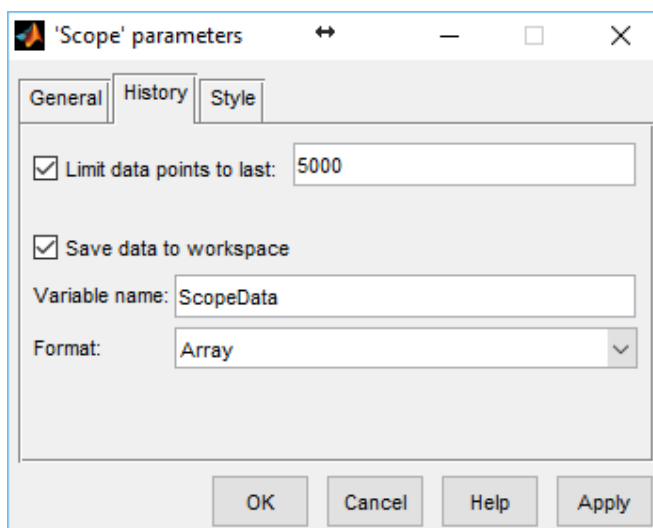 'Scope' parameters
General History Style
Limit data points to last: 5000
Save data to workspace
Variable name: ScopeData
Format: Array
OK Cancel Help Apply